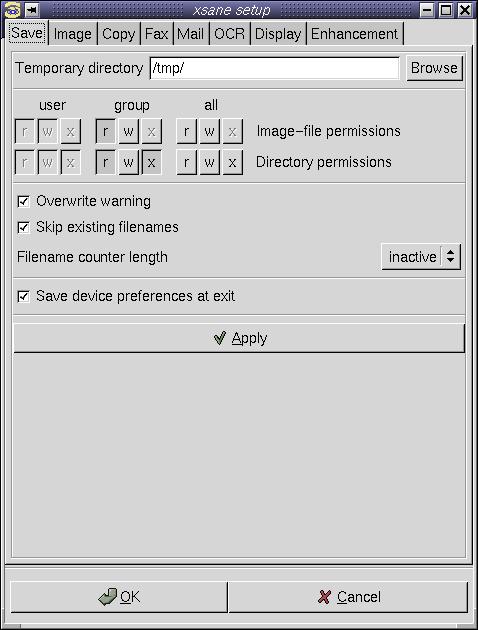 xsane setup
Save Image Copy Fax Mail OCR Display Enhancement
Temporary directory /tmp/ Browse
user group all
r w x r w x r w x Image-file permissions
r w x r w x r w x Directory permissions
Overwrite warning
Skip existing filenames
Filename counter length inactive
Save device preferences at exit
Apply
OK Cancel